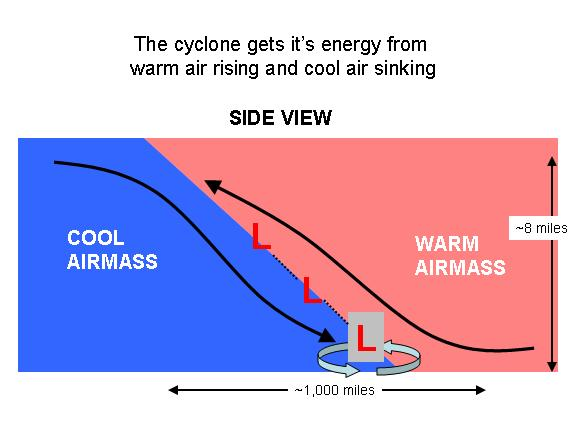 The cyclone gets it's energy from
warm air rising and cool air sinking
SIDE VIEW
COOL
AIRMASS
WARM
AIRMASS
~8 miles
L
L
L
~1,000 miles